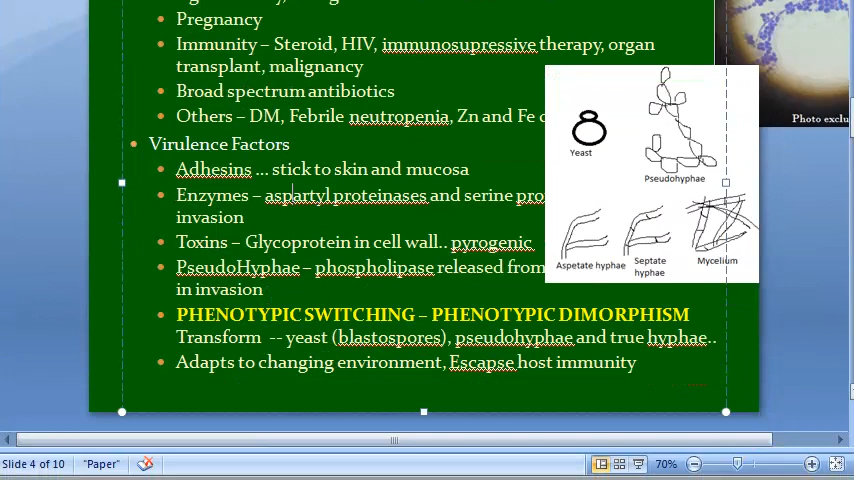 Pregnancy
Immunity – Steroid, HIV, immunosupressive therapy, organ
transplant, malignancy
Broad spectrum antibiotics
Others – DM, Febrile neutropenia, Zn and Fe
Virulence Factors
Adhesins ... stick to skin and mucosa
Enzymes – aspartyl proteinases and serine
invasion
Toxins – Glycoprotein in cell wall.. pyrogenic
PseudoHyphae – phospholipase released from
in invasion
PHENOTYPIC SWITCHING – PHENOTYPIC DIMORPHISM
Transform -- yeast (blastospores), pseudohyphae and true hyphae..
Adapts to changing environment, Escapse host immunity
Yeast
Pseudohyphae
Aspetate hyphae
Septate
hyphae
Mycelium
Photo
Slide 4 of 10
"Paper"
70%